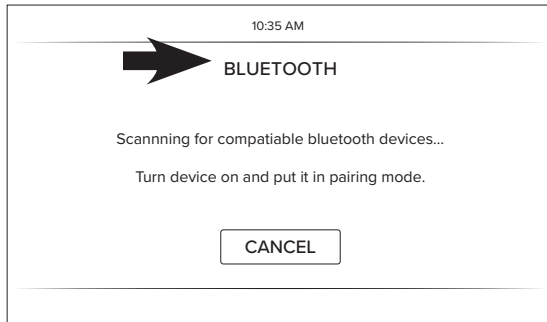 10:35 AM
BLUETOOTH
Scannning for compatiable bluetooth devices...
Turn device on and put it in pairing mode.
CANCEL